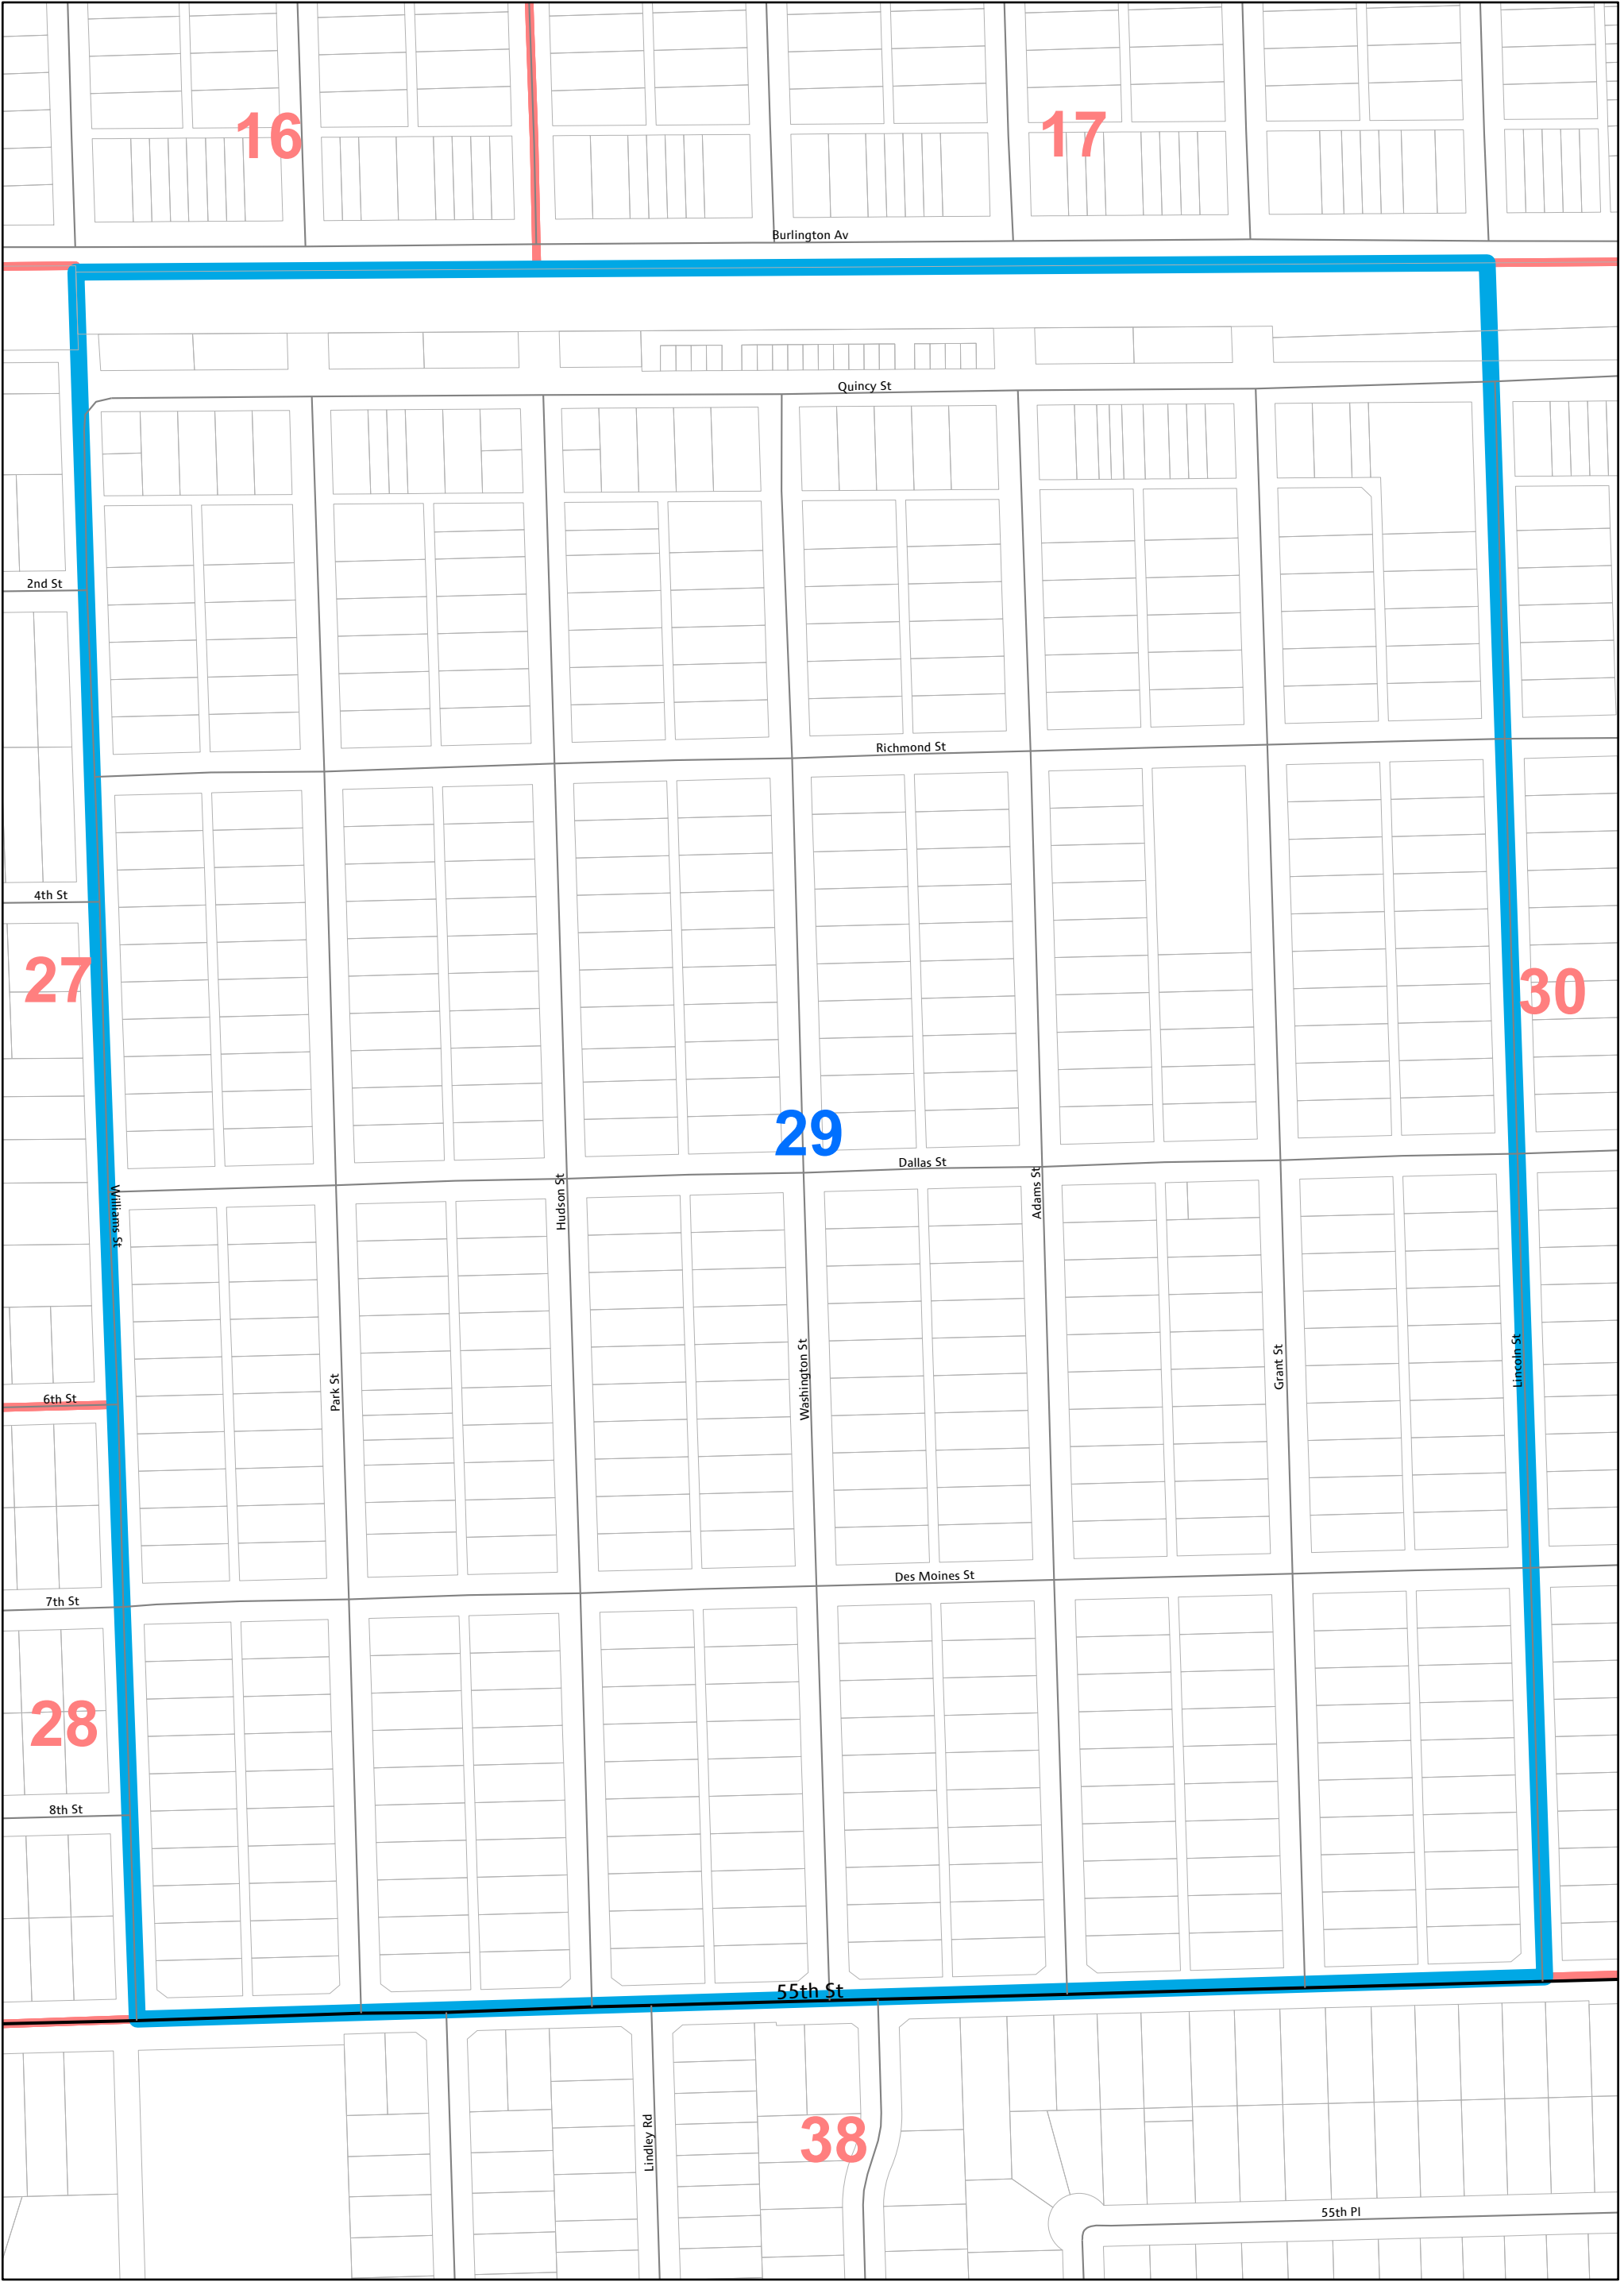 16
17
Burlington Av
Quincy St
2nd St
Richmond St
4th St
27
30
29
Dallas St
Williams St
Hudson St
Adams St
Park St
Washington St
Grant St
Lincoln St
6th St
Des Moines St
7th St
28
8th St
55th St
Lindley Rd
38
55th Pl